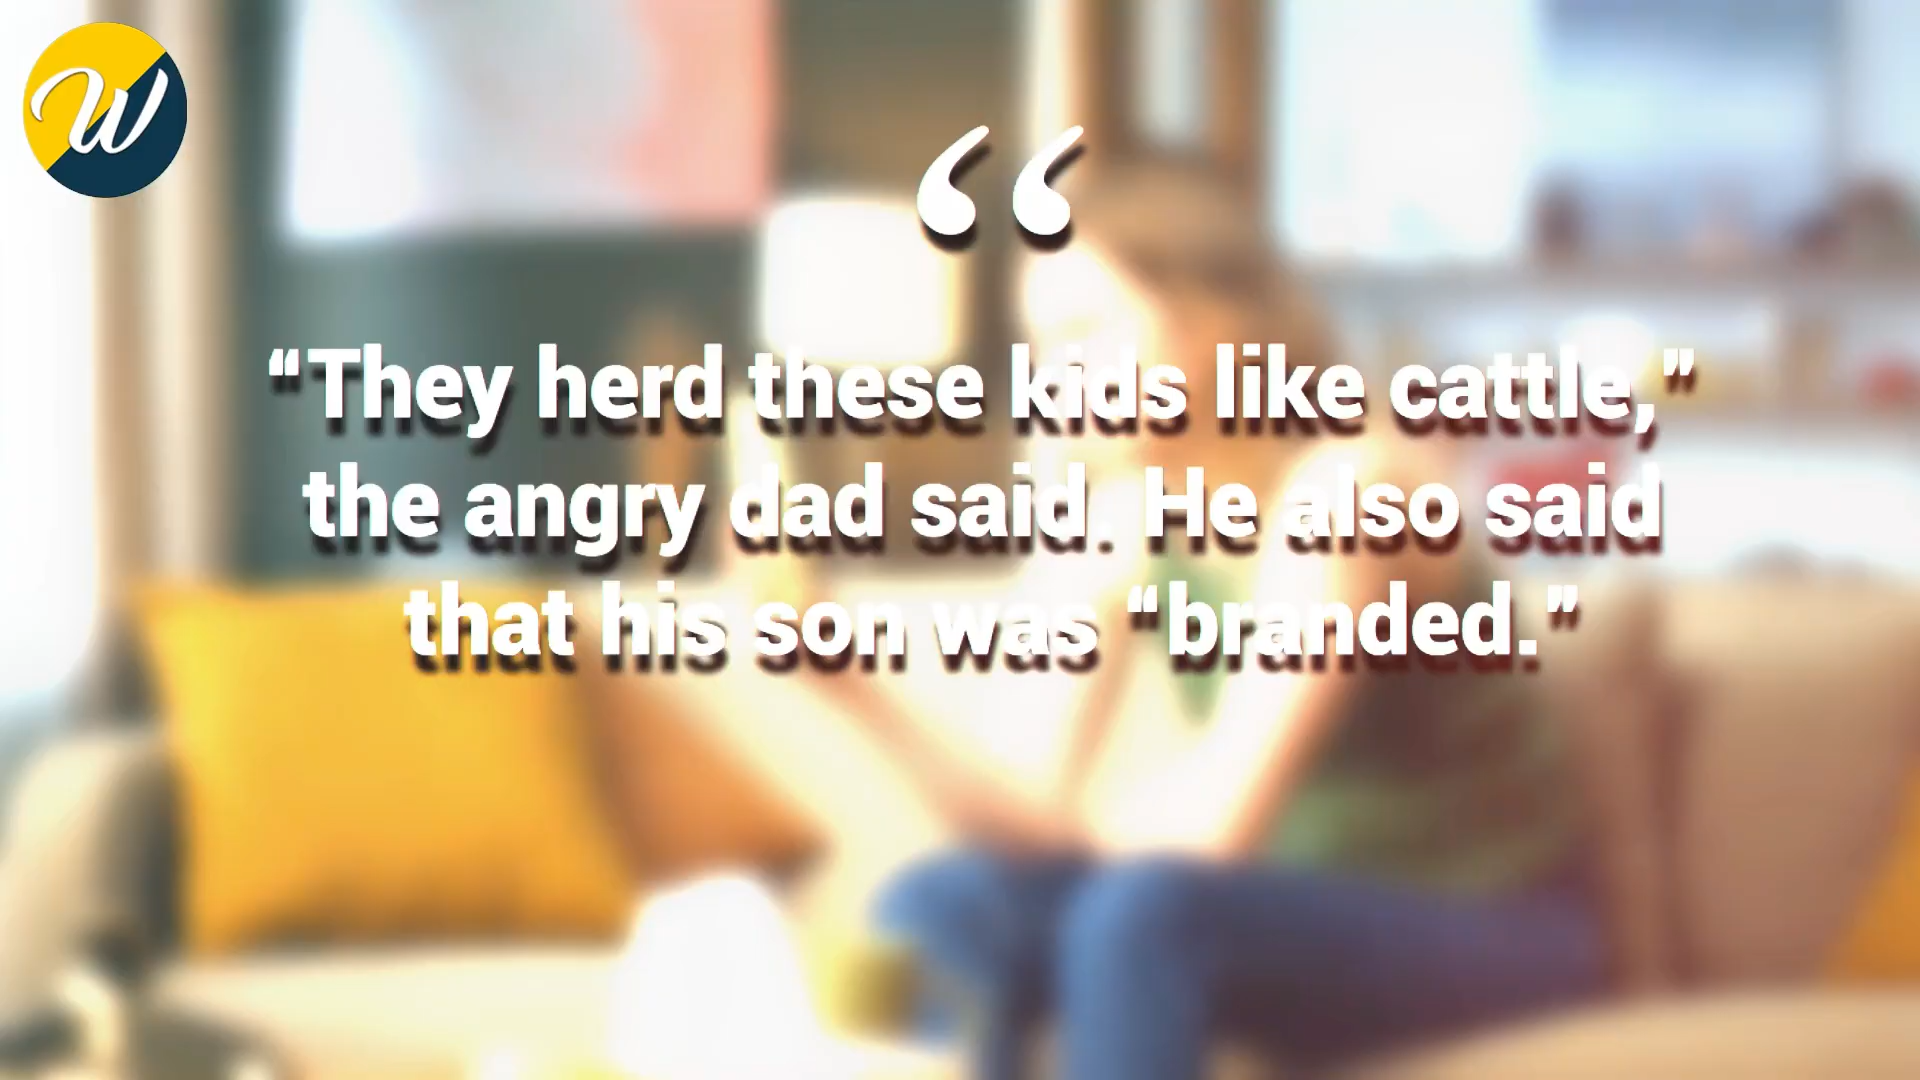 W
“
“They herd these kids like cattle,”
the angry dad said. He also said
that his son was “branded.”